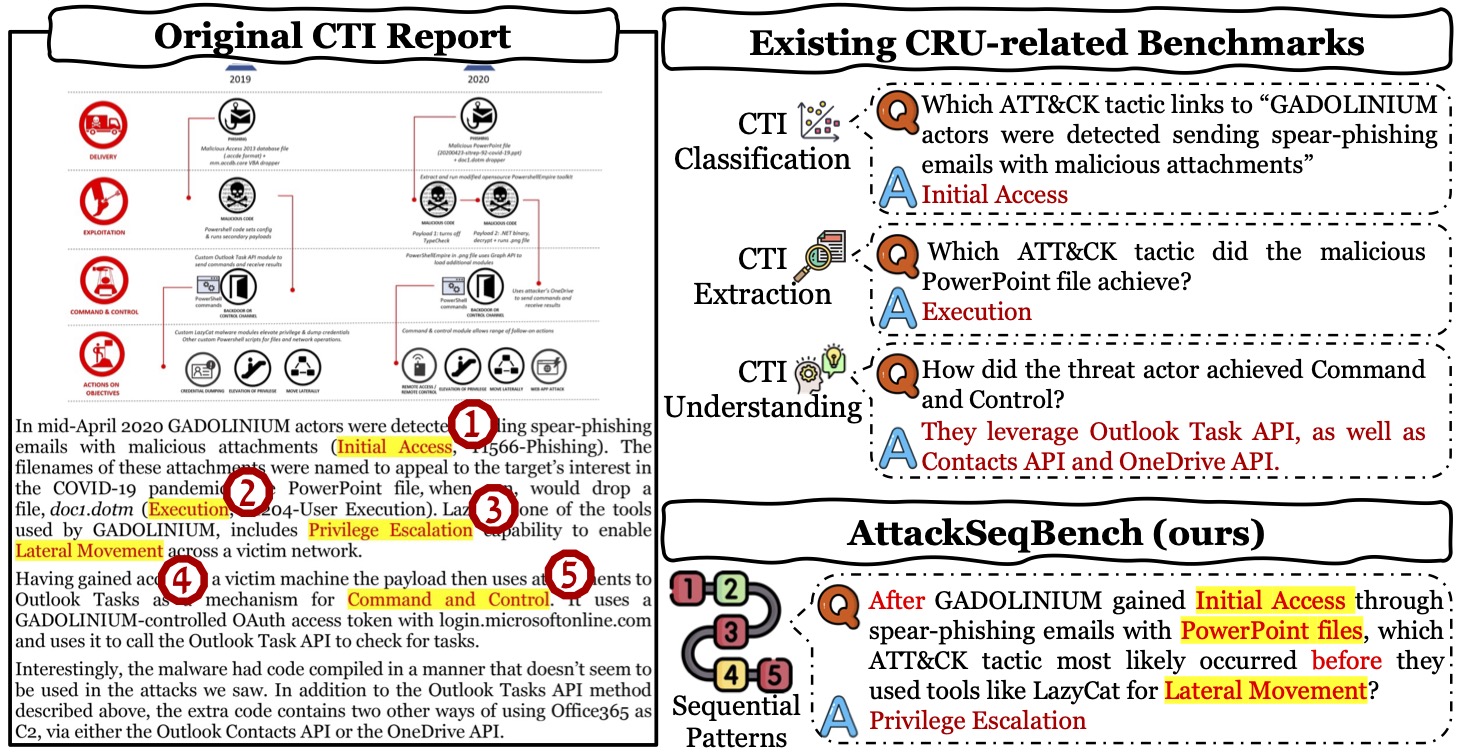 Original CTI Report
2019
2020
DELIVERY
PHISHING
Malicious Access 2013 database file
(.accde format) +
mm.accdb.core VBA dropper
PHISHING
Malicious PowerPoint file
(20200423-sitrep-92-covid-19.ppt)
+ doc1.dotm dropper
EXPLOITATION
MALICIOUS CODE
Powershell code sets config
& runs secondary payloads
Extract and run modified opensource PowershellEmpire toolkit
MALICIOUS CODE
MALICIOUS CODE
Payload 1: turns off
TypeCheck
Payload 2: .NET binary,
decrypt + runs .png file
COMMAND & CONTROL
Custom Outlook Task API module to
send commands and receive results
PowerShell
commands
BACKDOOR OR
CONTROL CHANNEL
PowerShellEmpire in .png file uses Graph API to
load additional modules
PowerShell
commands
BACKDOOR OR
CONTROL CHANNEL
Uses attacker's OneDrive
to send commands and
receive results
ACTIONS ON
OBJECTIVES
Custom LazyCat malware modules elevate privilege & dump credentials
Other custom Powershell scripts for files and network operations.
CREDENTIAL DUMPING
ELEVATION OF PRIVILEGE
MOVE LATERALLY
Command & control module allows range of follow-on actions
REMOTE ACCESS /
REMOTE CONTROL
ELEVATION OF PRIVILEGE
MOVE LATERALLY
WEB APP ATTACK
In mid-April 2020 GADOLINIUM actors were detecte 1 ing spear-phishing
emails with malicious attachments (Initial Access, 1566-Phishing). The
filenames of these attachments were named to appeal to the target's interest in
the COVID-19 pandemic 2 PowerPoint file, when 3 would drop a
file, doc1.dotm (Execution, 204-User Execution). Laz one of the tools
used by GADOLINIUM, includes Privilege Escalation capability to enable
Lateral Movement across a victim network.
Having gained acc 4 a victim machine the payload then uses at 5 ents to
Outlook Tasks as a mechanism for Command and Control. It uses a
GADOLINIUM-controlled OAuth access token with login.microsoftonline.com
and uses it to call the Outlook Task API to check for tasks.
Interestingly, the malware had code compiled in a manner that doesn't seem to
be used in the attacks we saw. In addition to the Outlook Tasks API method
described above, the extra code contains two other ways of using Office365 as
C2, via either the Outlook Contacts API or the OneDrive API.
Existing CRU-related Benchmarks
CTI
Classification
Q Which ATT&CK tactic links to “GADOLINIUM
actors were detected sending spear-phishing
emails with malicious attachments”
A Initial Access
CTI
Extraction
Q Which ATT&CK tactic did the malicious
PowerPoint file achieve?
A Execution
CTI
Understanding
Q How did the threat actor achieved Command
and Control?
A They leverage Outlook Task API, as well as
Contacts API and OneDrive API.
AttackSeqBench (ours)
1 2
3
4 5
Sequential
Patterns
Q After GADOLINIUM gained Initial Access through
spear-phishing emails with PowerPoint files, which
ATT&CK tactic most likely occurred before they
used tools like LazyCat for Lateral Movement?
A Privilege Escalation